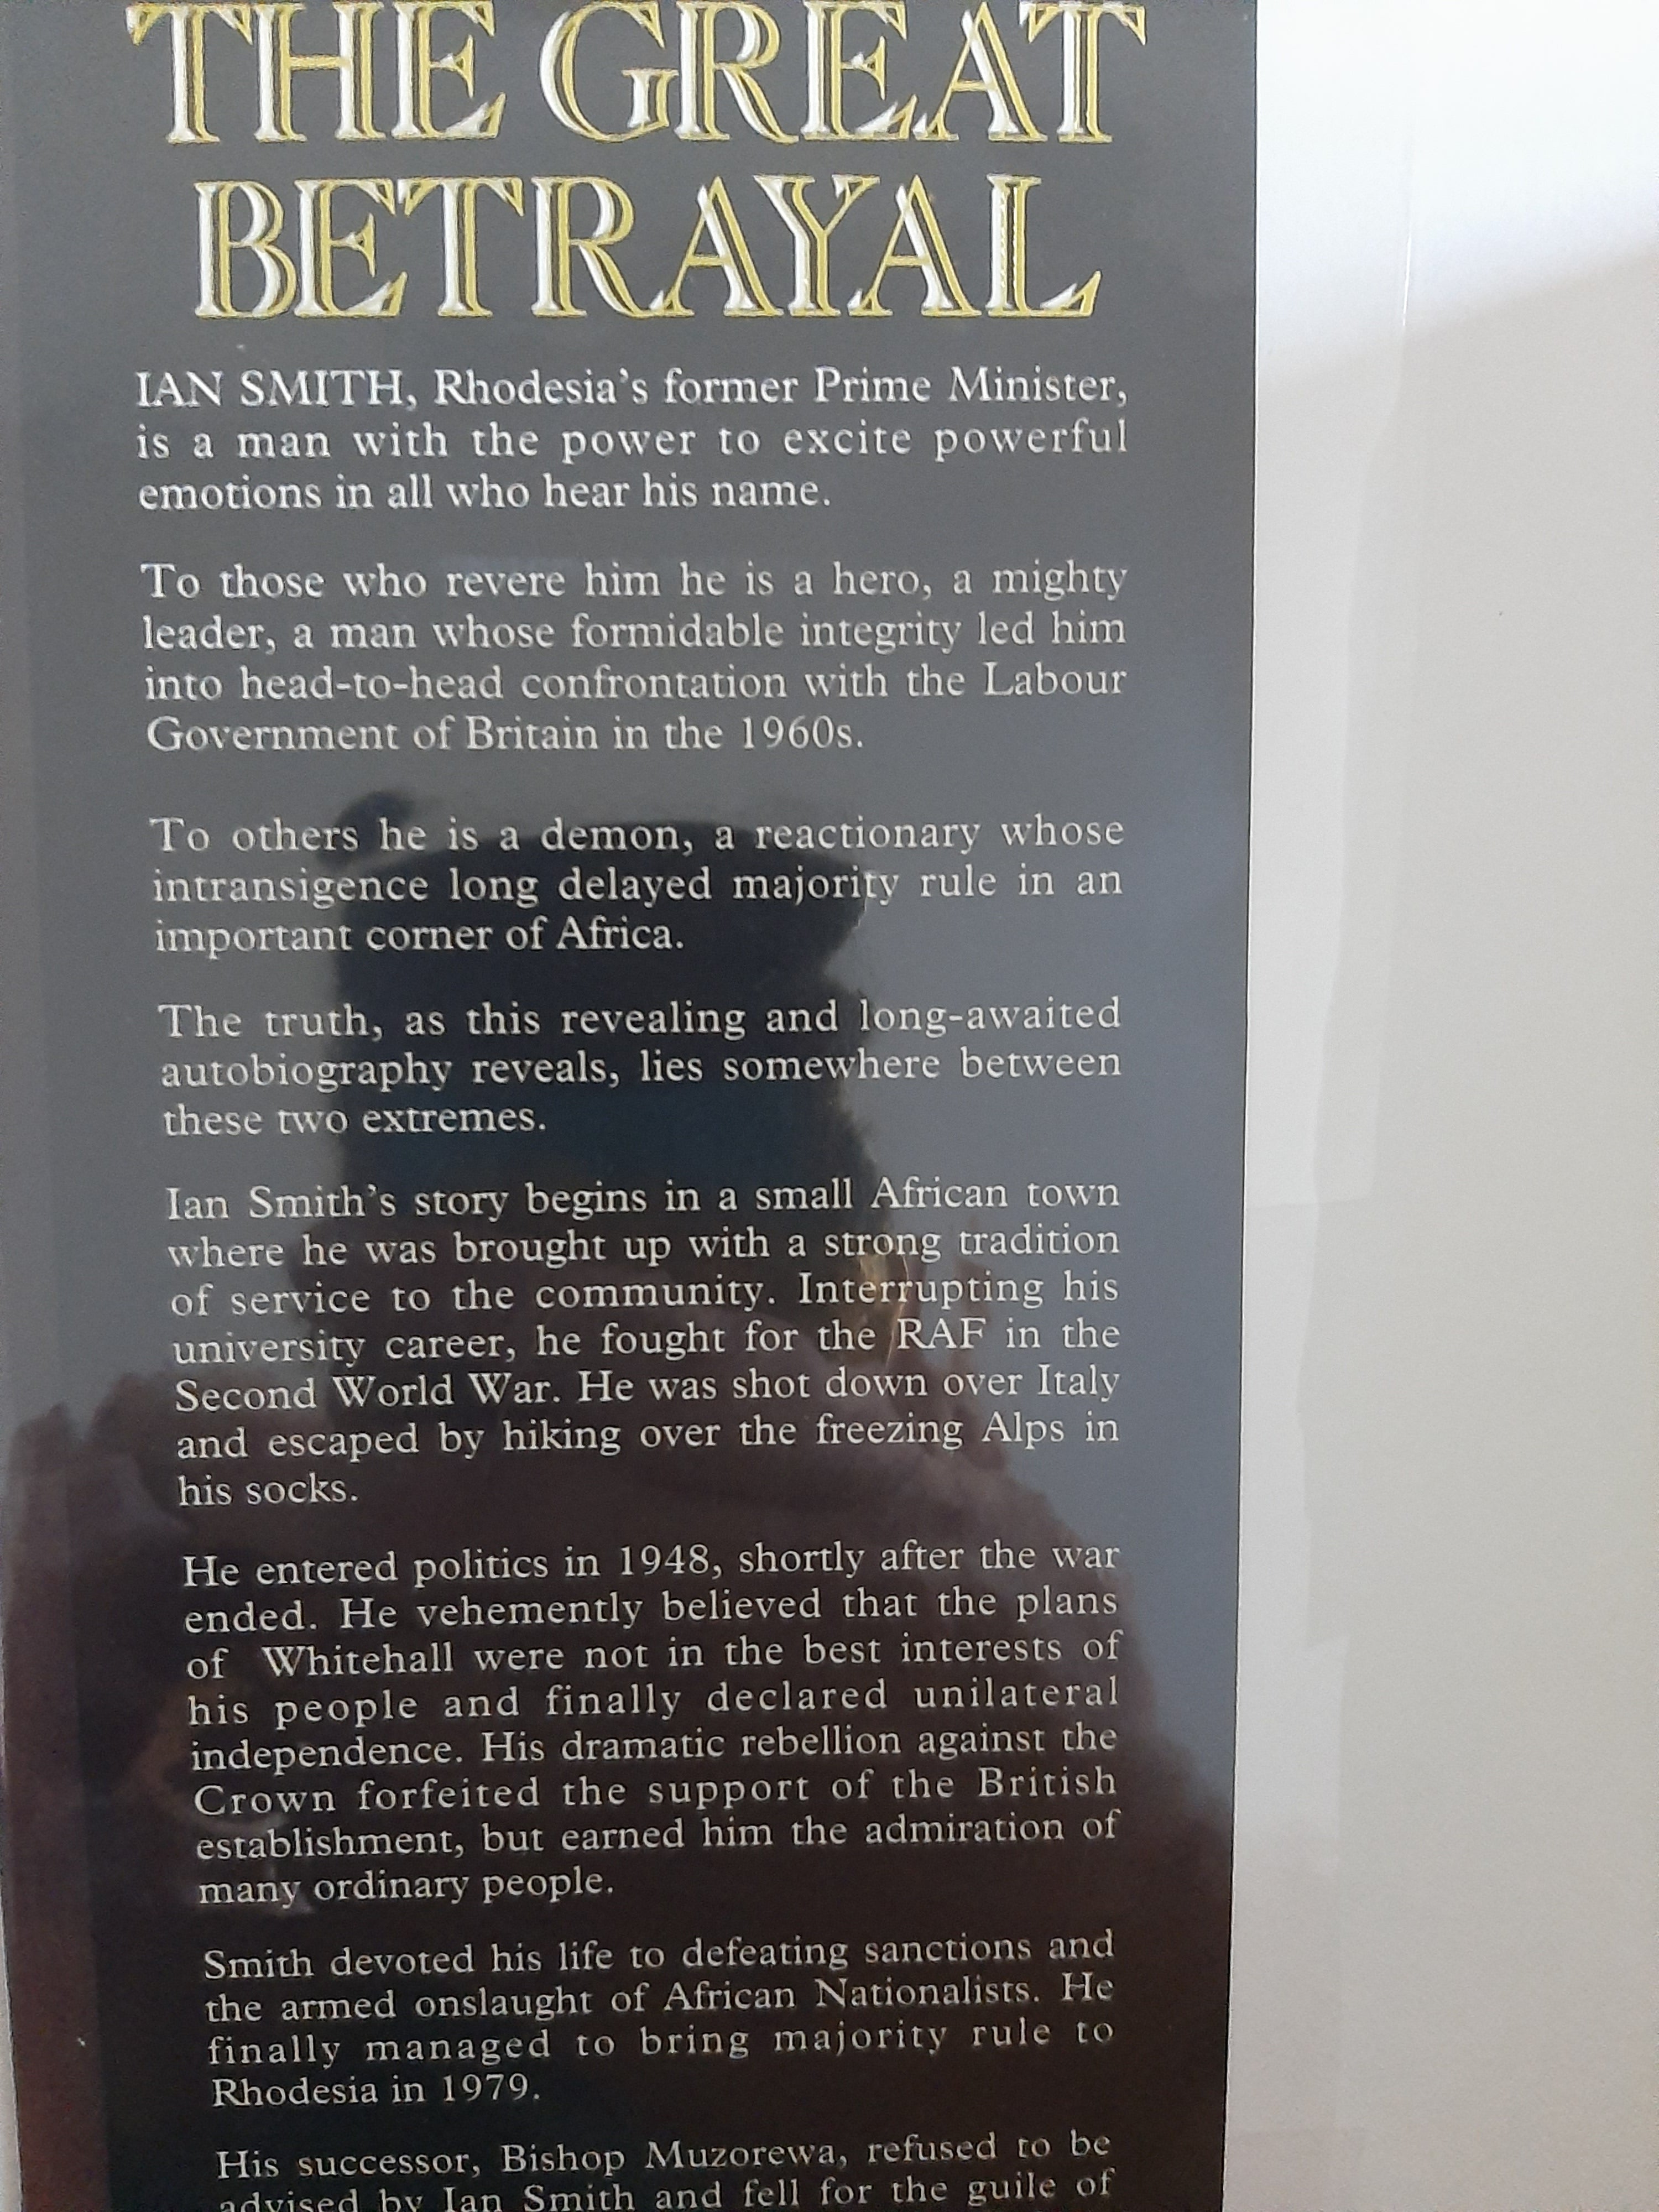 THE GREAT
BETRAYAL
IAN SMITH, Rhodesia's former Prime Minister,
is a man with the power to excite powerful
emotions in all who hear his name.
To those who revere him he is a hero, a mighty
leader, a man whose formidable integrity led him
into head-to-head confrontation with the Labour
Government of Britain in the 1960s.
To others he is a demon, a reactionary whose
intransigence long delayed majority rule in an
important corner of Africa.
The truth, as this revealing and long-awaited
autobiography reveals, lies somewhere between
these two extremes.
Ian Smith's story begins in a small African town
where he was brought up with a strong tradition
of service to the community. Interrupting his
university career, he fought for the RAF in the
Second World War. He was shot down over Italy
and escaped by hiking over the freezing Alps in
his socks.
He entered politics in 1948, shortly after the war
ended. He vehemently believed that the plans
of Whitehall were not in the best interests of
his people and finally declared unilateral
independence. His dramatic rebellion against the
Crown forfeited the support of the British
establishment, but earned him the admiration of
many ordinary people.
Smith devoted his life to defeating sanctions and
the armed onslaught of African Nationalists. He
finally managed to bring majority rule to
Rhodesia in 1979.
His successor, Bishop Muzorewa, refused to be
advised by Ian Smith and fell for the guile of